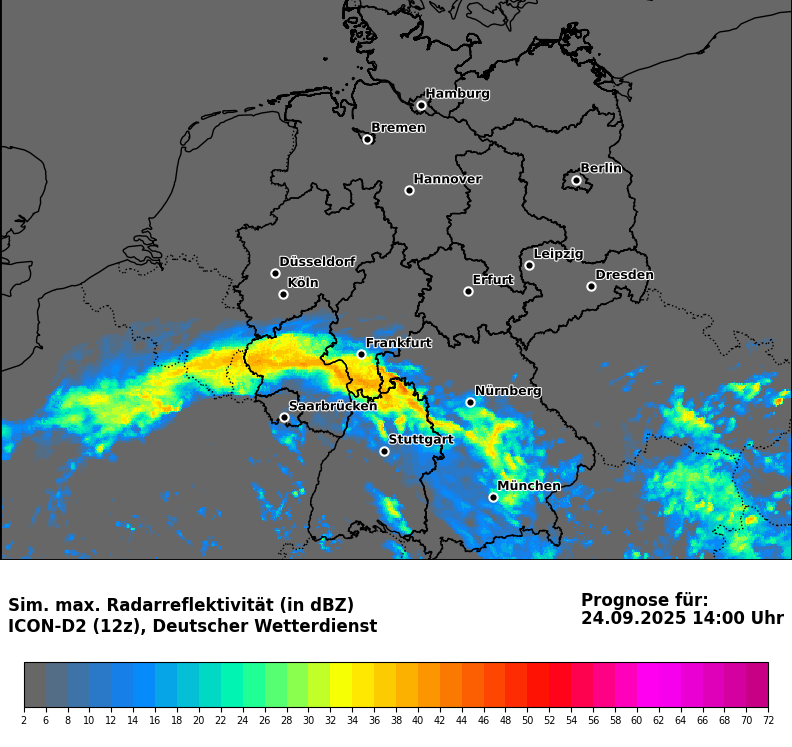 Hamburg
Bremen
Berlin
Hannover
Leipzig
Düsseldorf
Erfurt
Dresden
Köln
Frankfurt
Nürnberg
Saarbrücken
Stuttgart
München
Sim. max. Radarreflektivität (in dBZ)
ICON-D2 (12z), Deutscher Wetterdienst
Prognose für:
24.09.2025 14:00 Uhr
2 6 8 10 12 14 16 18 20 22 24 26 28 30 32 34 36 38 40 42 44 46 48 50 52 54 56 58 60 62 64 66 68 70 72